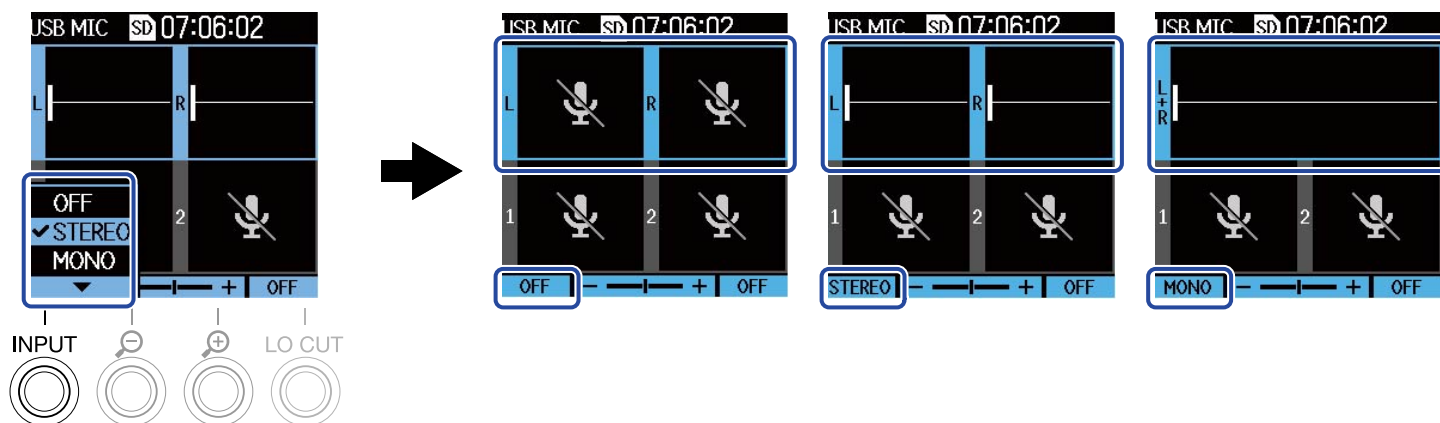 USB MIC SD 07:06:02
L R
2
OFF
STEREO
MONO
- + OFF
INPUT LO CUT
USB MIC SD 07:06:02
L R
1 2
OFF - + OFF
USB MIC SD 07:06:02
L R
1 2
STEREO - + OFF
USB MIC SD 07:06:02
L+R
1 2
MONO - + OFF